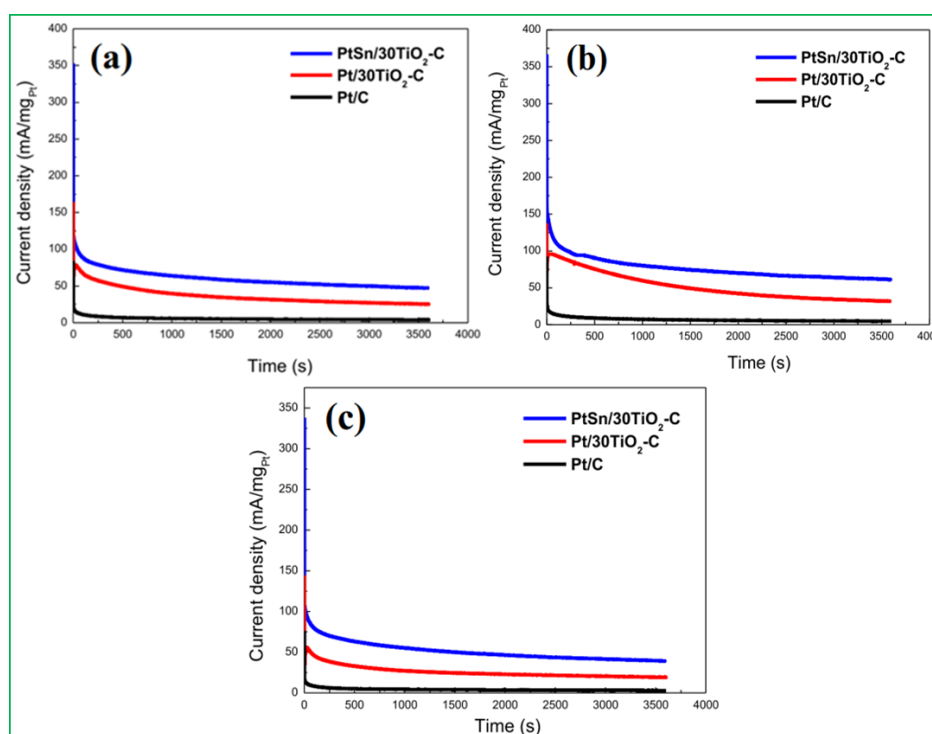 (a)
PtSn/30TiO₂-C
Pt/30TiO₂-C
Pt/C
Current density (mA/mg_Pt)
400
350
300
250
200
150
100
50
0
0 500 1000 1500 2000 2500 3000 3500 4000
Time (s)
(b)
PtSn/30TiO₂-C
Pt/30TiO₂-C
Pt/C
Current density (mA/mg_Pt)
400
350
300
250
200
150
100
50
0
0 500 1000 1500 2000 2500 3000 3500 4000
Time (s)
(c)
PtSn/30TiO₂-C
Pt/30TiO₂-C
Pt/C
Current density (mA/mg_Pt)
350
300
250
200
150
100
50
0
0 500 1000 1500 2000 2500 3000 3500 4000
Time (s)